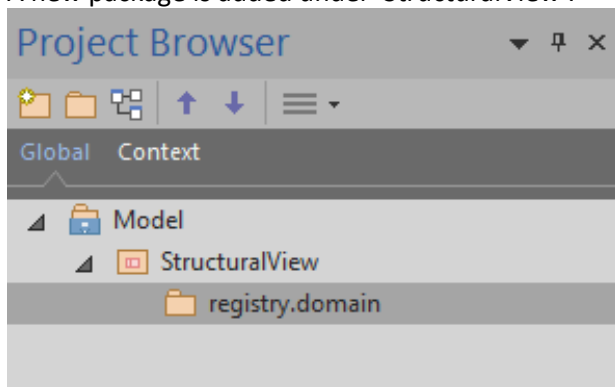 A new package is added under 'StructuralView'.
Project Browser
Global Context
Model
StructuralView
registry.domain